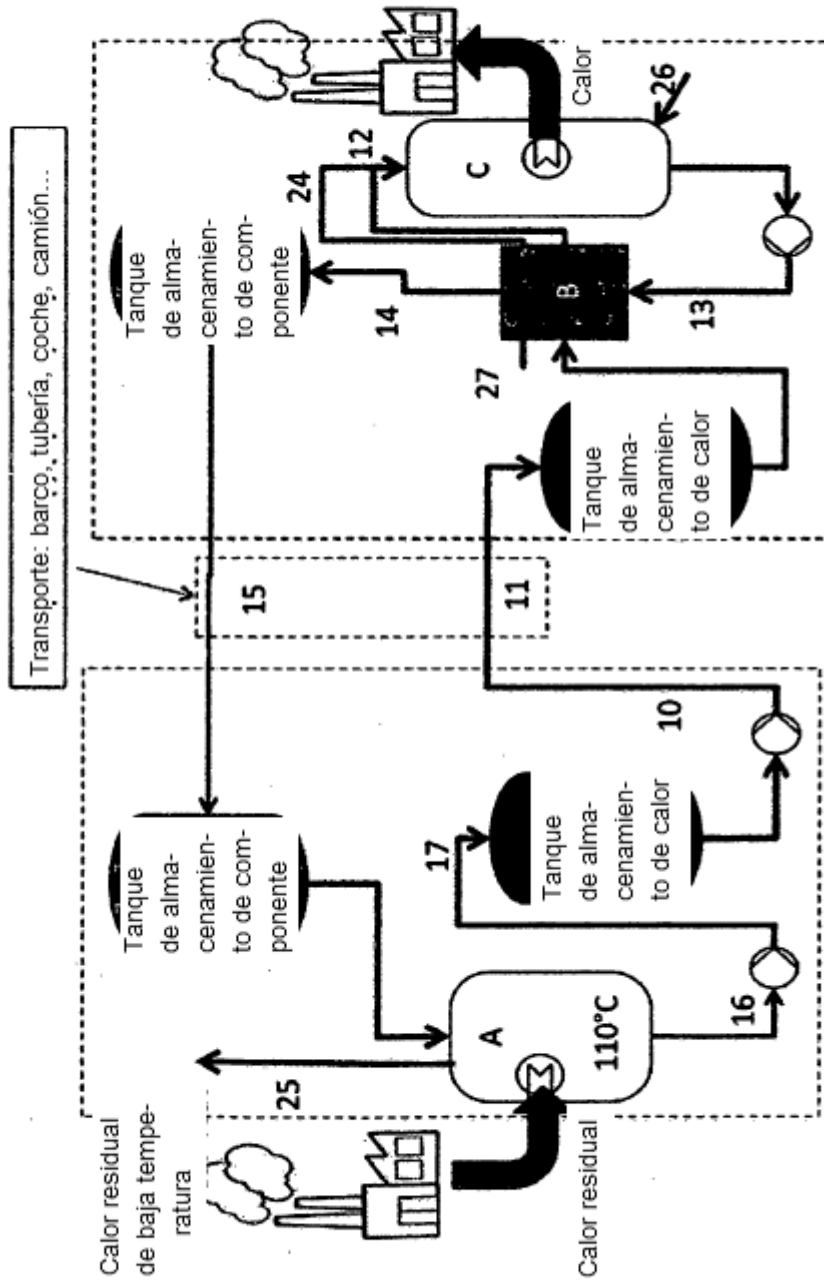 Transporte: barco, tubería, coche, camión...
Calor residual
de baja tempe-
ratura
25
Tanque
de alma-
cenamien-
to de com-
ponente
15
Tanque
de alma-
cenamien-
to de com-
ponente
14
24
12
Calor
C
26
A
110°C
Calor residual
16
17
Tanque
de alma-
cenamien-
to de calor
10
11
Tanque
de alma-
cenamien-
to de calor
27
B
13